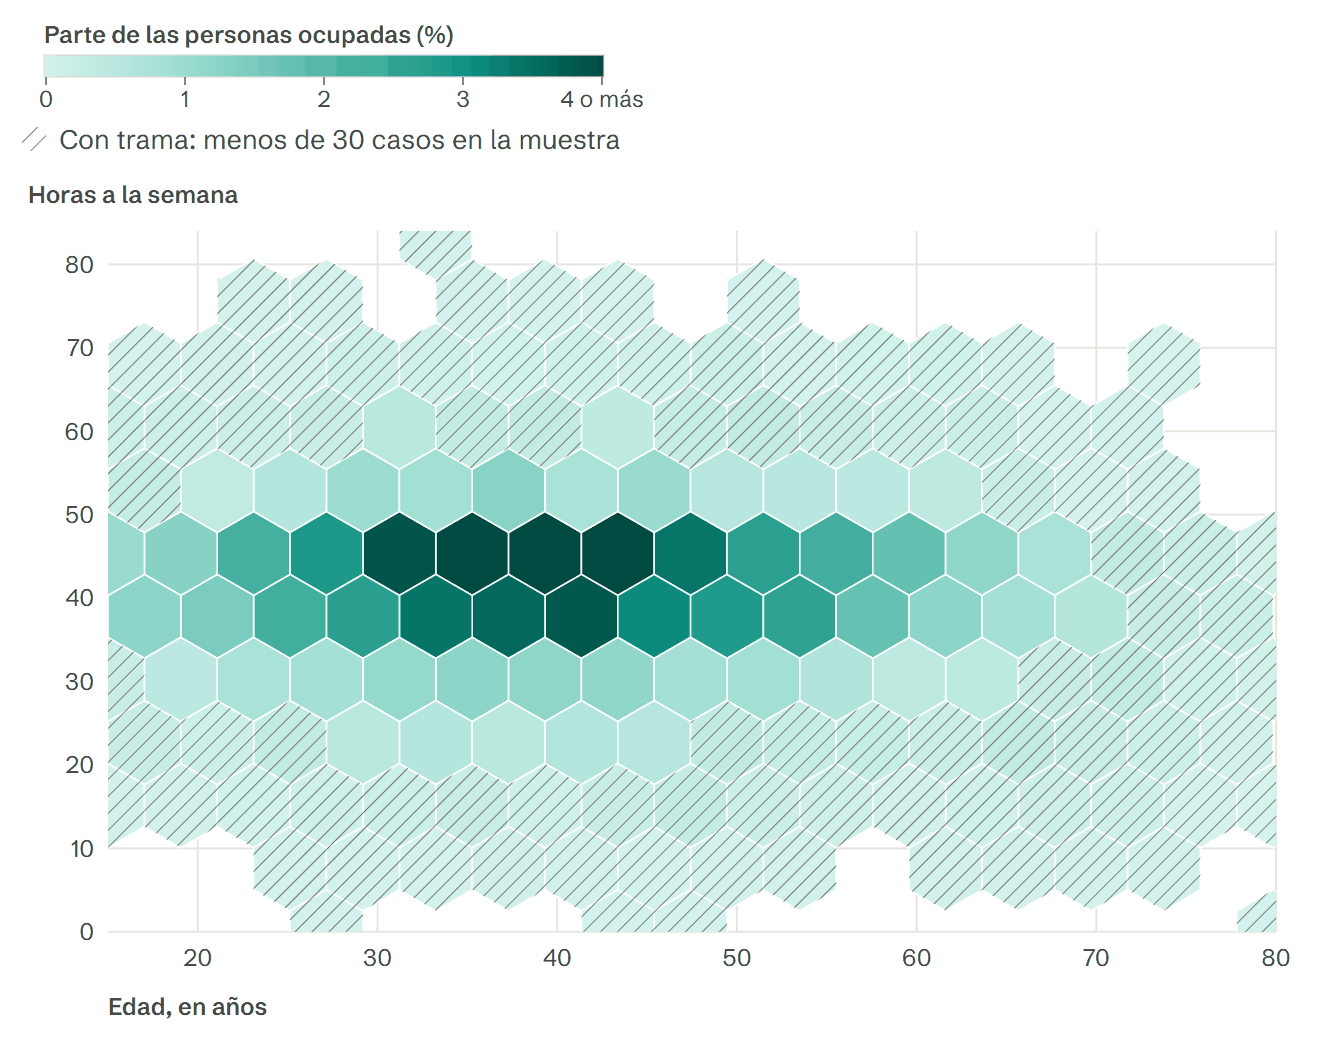 Parte de las personas ocupadas (%)
0 1 2 3 4 o más
Con trama: menos de 30 casos en la muestra
Horas a la semana
80
70
60
50
40
30
20
10
0
20 30 40 50 60 70 80
Edad, en años